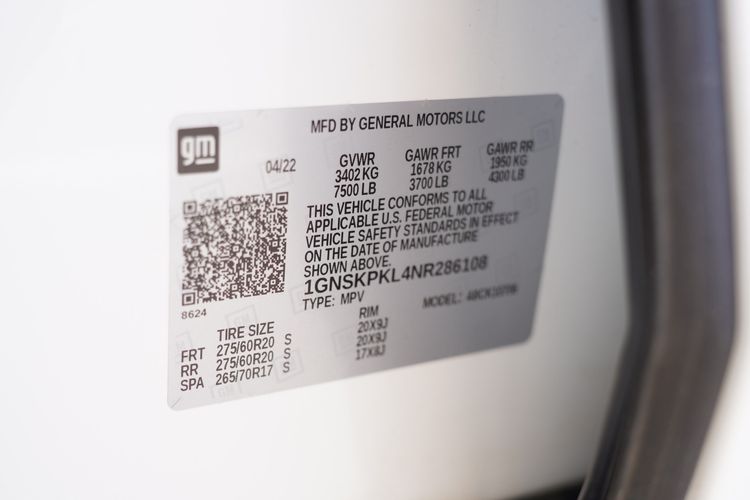 gm
MFD BY GENERAL MOTORS LLC
04/22
GVWR
3402 KG
7500 LB
GAWR FRT
1678 KG
3700 LB
GAWR RR
1950 KG
4300 LB
THIS VEHICLE CONFORMS TO ALL
APPLICABLE U.S. FEDERAL MOTOR
VEHICLE SAFETY STANDARDS IN EFFECT
ON THE DATE OF MANUFACTURE
SHOWN ABOVE.
1GNSKPKL4NR286108
TYPE: MPV
MODEL:
8624
TIRE SIZE
RIM
FRT 275/60R20 S 20X9J
RR 275/60R20 S 20X9J
SPA 265/70R17 S 17X8J